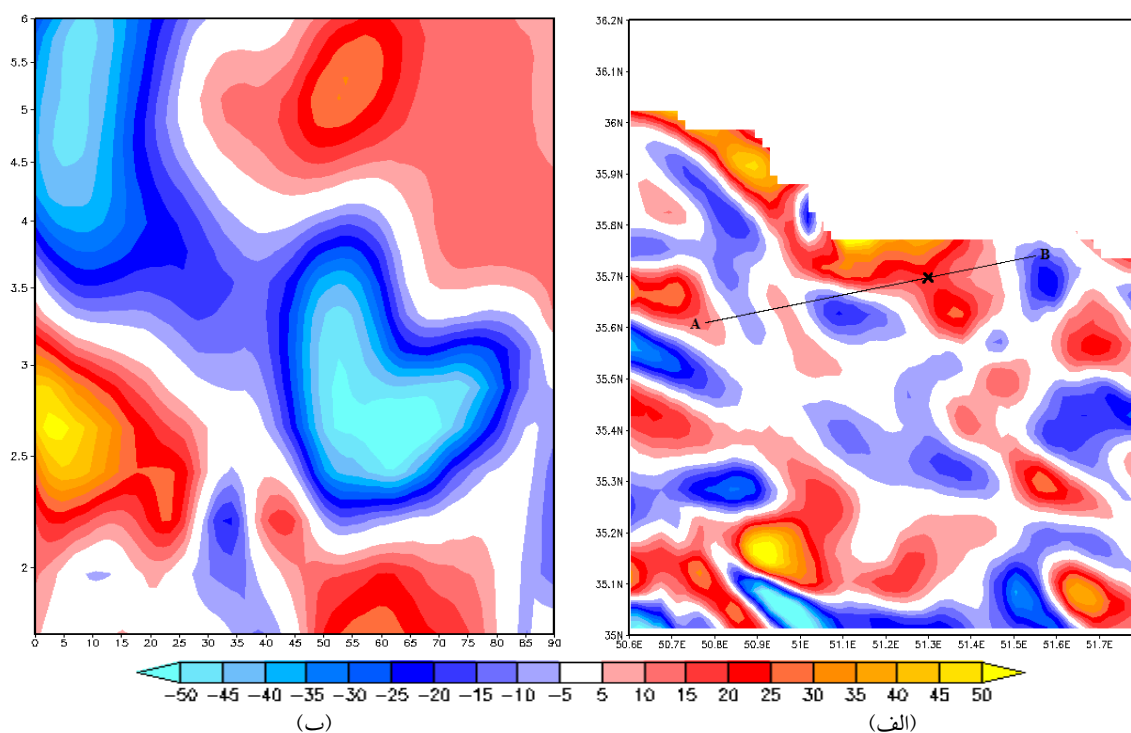 6
5.5
5
4.5
4
3.5
3
2.5
2
0 5 10 15 20 25 30 35 40 45 50 55 60 65 70 75 80 85 90
36.2N
36.1N
36N
35.9N
35.8N
35.7N
35.6N
35.5N
35.4N
35.3N
35.2N
35.1N
35N
50.6E 50.7E 50.8E 50.9E 51E 51.1E 51.2E 51.3E 51.4E 51.5E 51.6E 51.7E
A
B
-50 -45 -40 -35 -30 -25 -20 -15 -10 -5 5 10 15 20 25 30 35 40 45 50
(الف)
(ب)